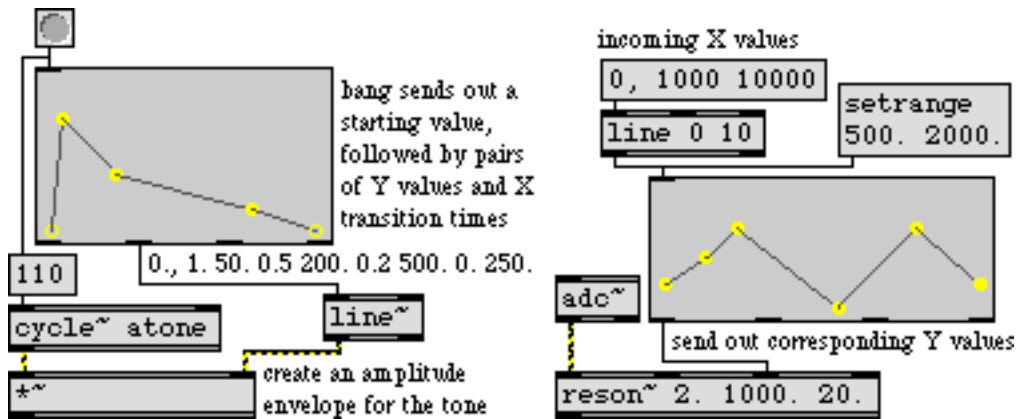 bang sends out a
starting value,
followed by pairs
of Y values and X
transition times
110
0., 1. 50. 0.5 200. 0.2 500. 0. 250.
cycle~ atone
line~
*~
create an amplitude
envelope for the tone
incoming X values
0, 1000 10000
line 0 10
setrange
500. 2000.
adc~
send out corresponding Y values
reson~ 2. 1000. 20.